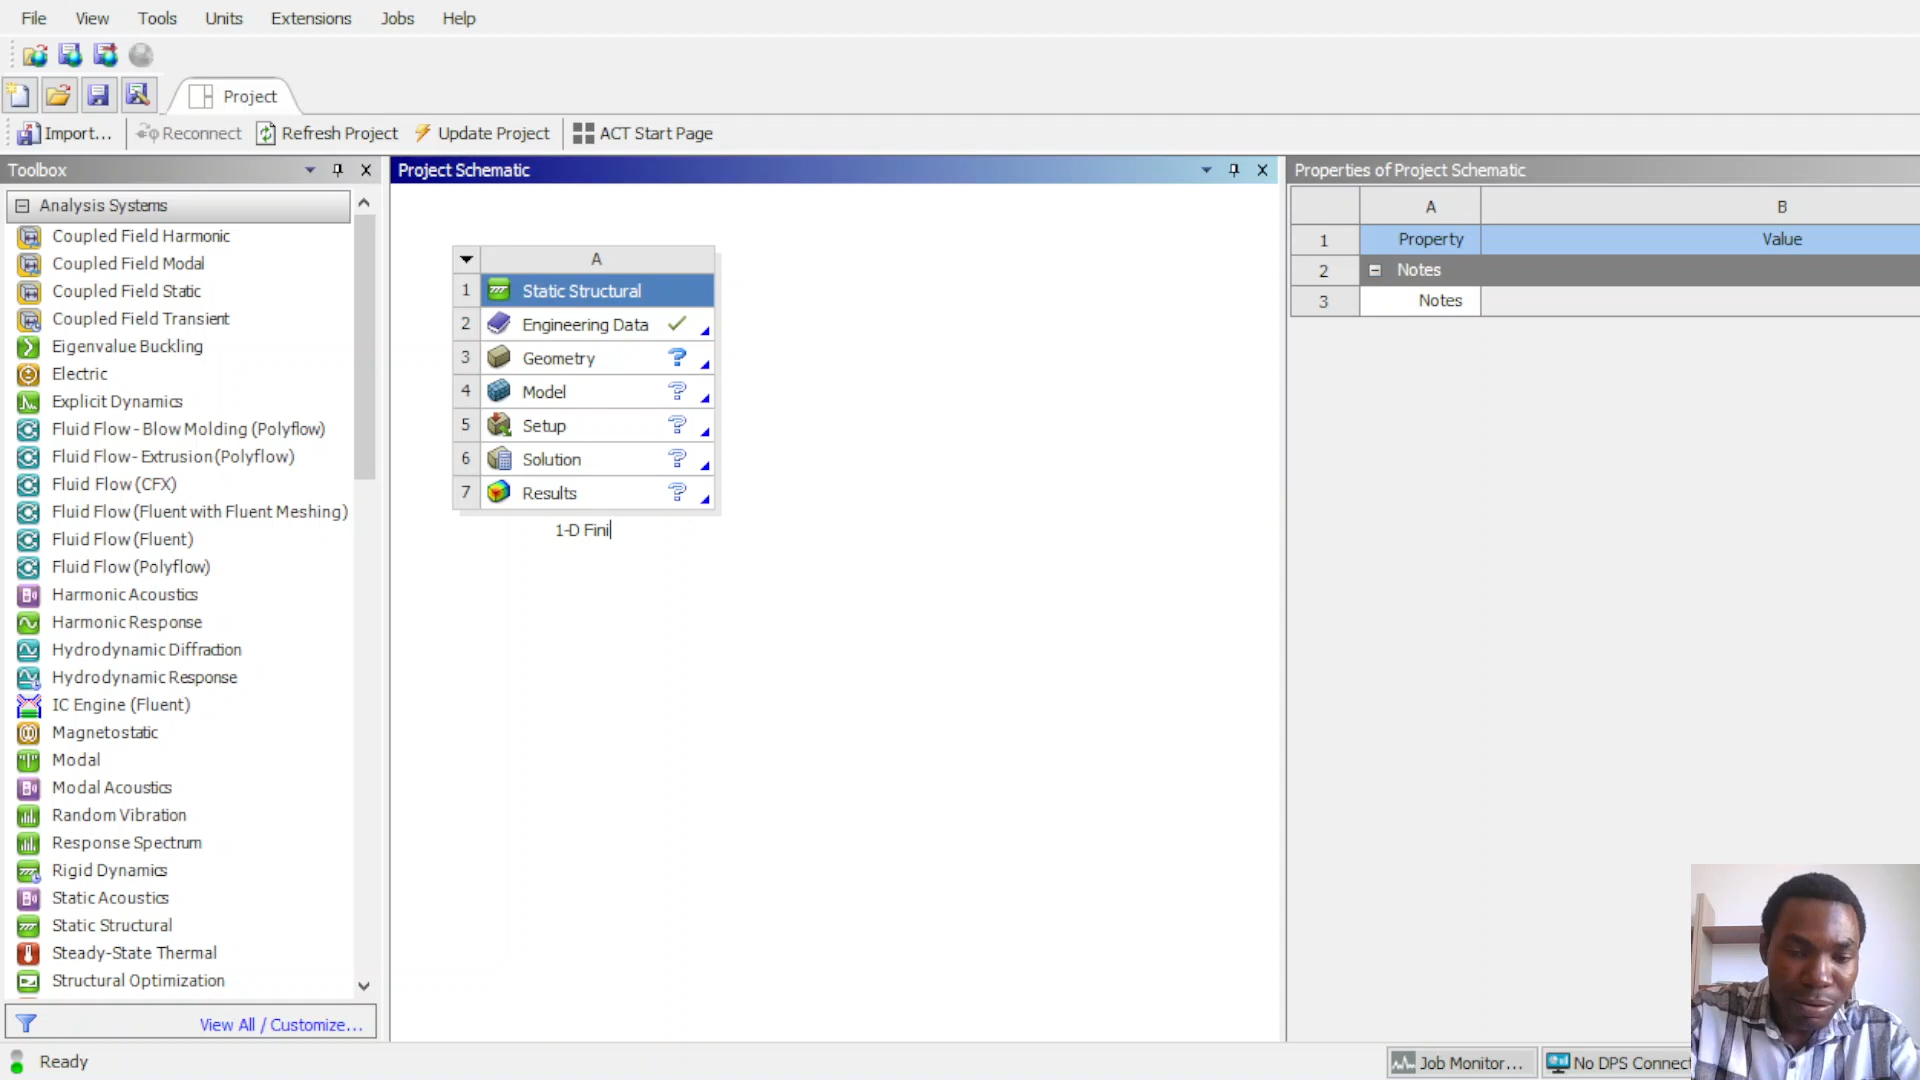 File View Tools Units Extensions Jobs Help
Project
Import... Reconnect Refresh Project Update Project ACT Start Page
Toolbox
Analysis Systems
Coupled Field Harmonic
Coupled Field Modal
Coupled Field Static
Coupled Field Transient
Eigenvalue Buckling
Electric
Explicit Dynamics
Fluid Flow - Blow Molding (Polyflow)
Fluid Flow- Extrusion (Polyflow)
Fluid Flow (CFX)
Fluid Flow (Fluent with Fluent Meshing)
Fluid Flow (Fluent)
Fluid Flow (Polyflow)
Harmonic Acoustics
Harmonic Response
Hydrodynamic Diffraction
Hydrodynamic Response
IC Engine (Fluent)
Magnetostatic
Modal
Modal Acoustics
Random Vibration
Response Spectrum
Rigid Dynamics
Static Acoustics
Static Structural
Steady-State Thermal
Structural Optimization
View All / Customize...
Project Schematic
A
1 Static Structural
2 Engineering Data
3 Geometry ?
4 Model ?
5 Setup ?
6 Solution ?
7 Results ?
1-D Fini
Properties of Project Schematic
A B
1 Property Value
2 Notes
3 Notes
Ready
Job Monitor... No DPS Connect